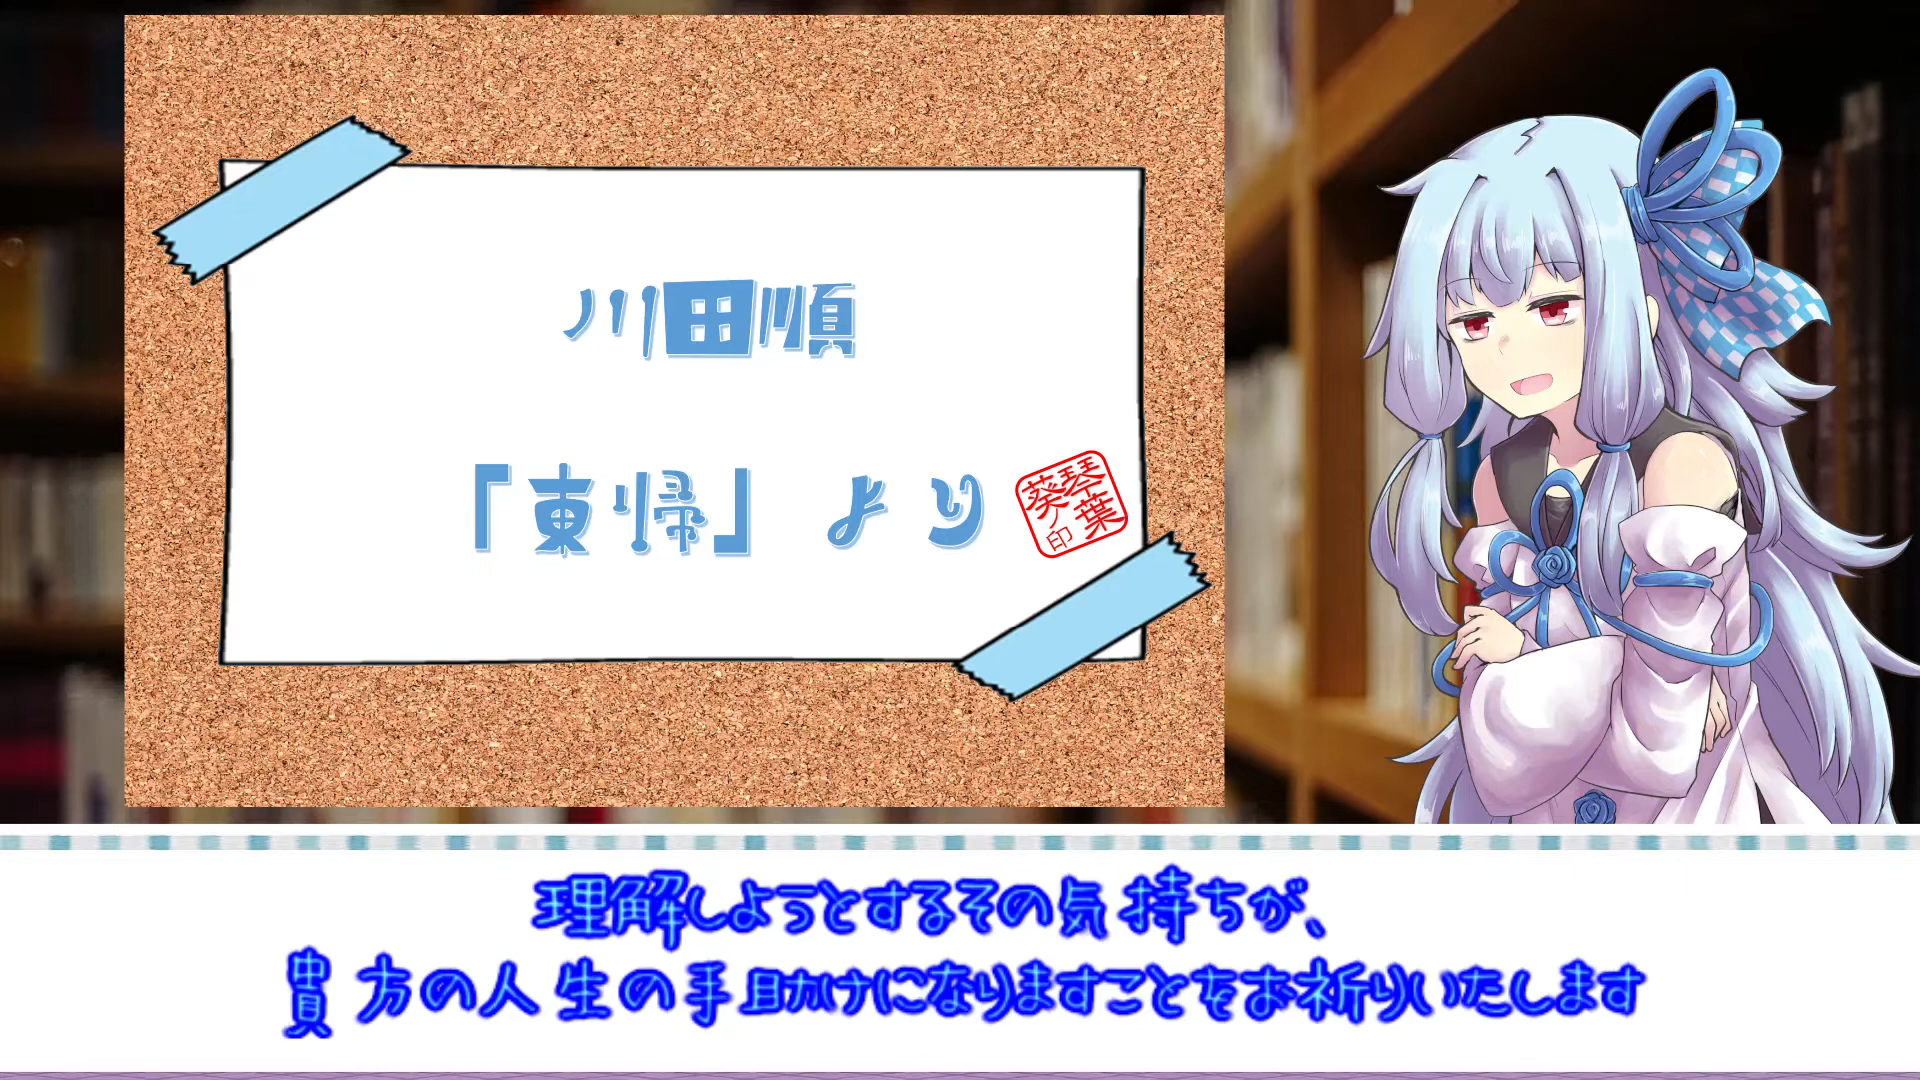 川田順
「東帰」より
琴葉
葵ノ印
理解しようとするその気持ちが、
貴方の人生の手助けになりますことをお祈りいたします